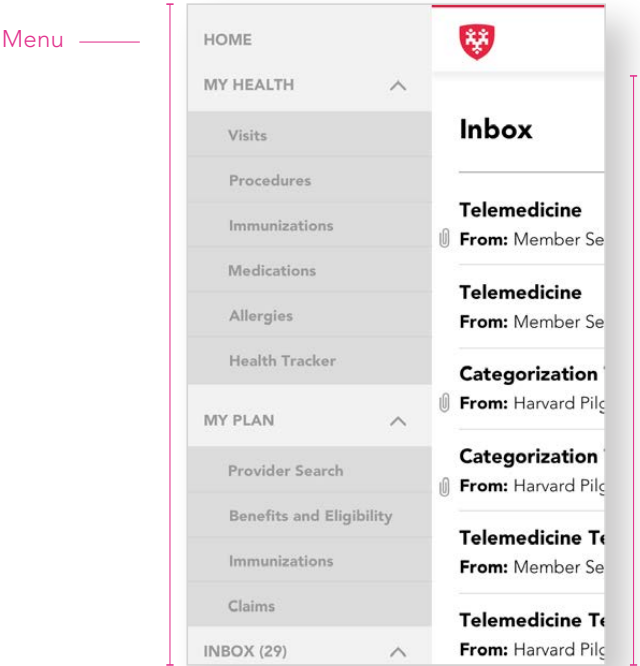 Menu
HOME
MY HEALTH
Visits
Procedures
Immunizations
Medications
Allergies
Health Tracker
MY PLAN
Provider Search
Benefits and Eligibility
Immunizations
Claims
INBOX (29)
Inbox
Telemedicine
From: Member Se
Telemedicine
From: Member Se
Categorization
From: Harvard Pilg
Categorization
From: Harvard Pilg
Telemedicine Te
From: Member Se
Telemedicine Te
From: Harvard Pilg